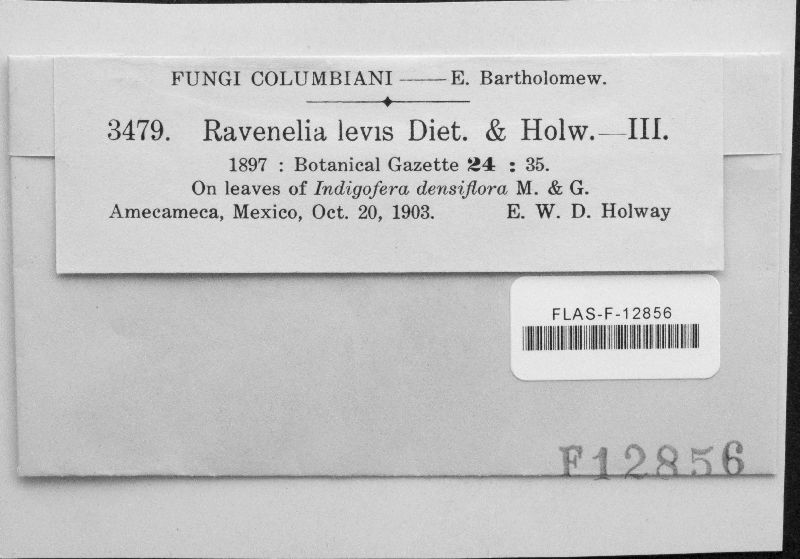 FUNGI COLUMBIANI — E. Bartholomew.
3479. Ravenelia levis Diet. & Holw.—III.
1897 : Botanical Gazette 24 : 35.
On leaves of Indigofera densiflora M. & G.
Amecameca, Mexico, Oct. 20, 1903. E. W. D. Holway
FLAS-F-12856
F12856